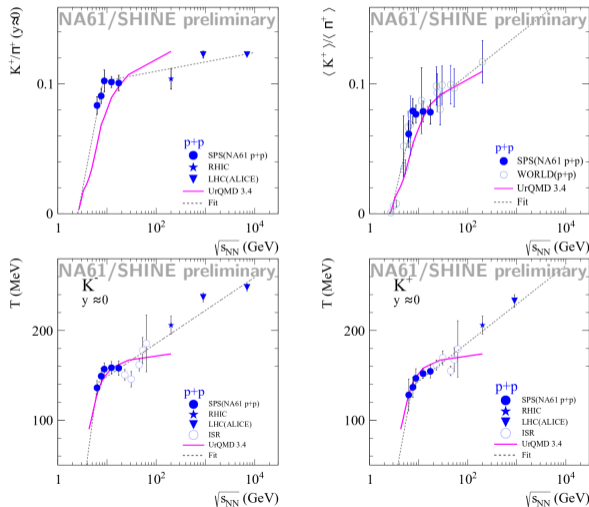 NA61/SHINE preliminary
K⁺/π⁺ (y≈0)
0.1
0
p+p
SPS(NA61 p+p)
RHIC
LHC(ALICE)
UrQMD 3.4
Fit
1 10² 10⁴
√s_NN (GeV)
NA61/SHINE preliminary
⟨K⁺⟩/⟨π⁺⟩
0.1
0
p+p
SPS(NA61 p+p)
WORLD(p+p)
UrQMD 3.4
Fit
1 10² 10⁴
√s_NN (GeV)
NA61/SHINE preliminary
T (MeV)
K⁻
y ≈0
200
100
p+p
SPS(NA61 p+p)
RHIC
LHC(ALICE)
ISR
UrQMD 3.4
Fit
1 10² 10⁴
√s_NN (GeV)
NA61/SHINE preliminary
T (MeV)
K⁺
y ≈0
200
100
p+p
SPS(NA61 p+p)
RHIC
LHC(ALICE)
ISR
UrQMD 3.4
Fit
1 10² 10⁴
√s_NN (GeV)